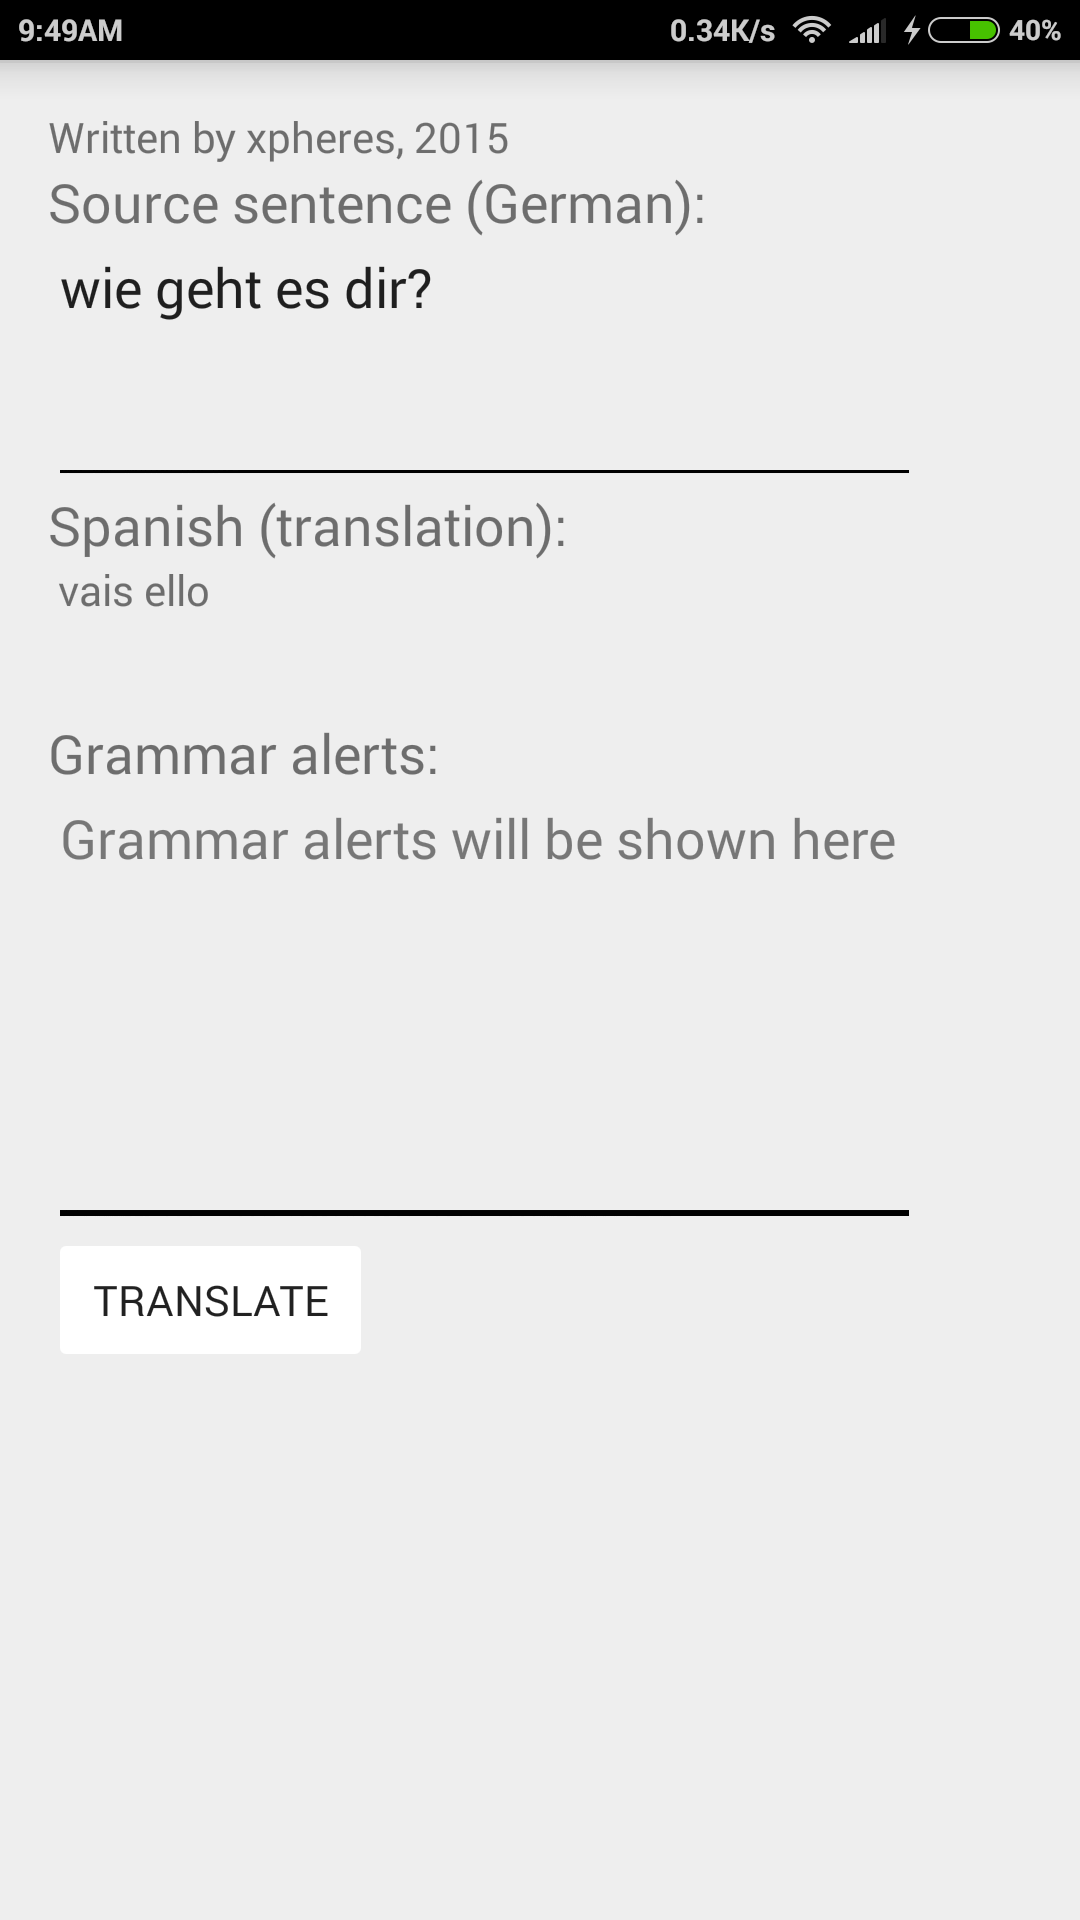 9:49AM 0.34K/s 40%
Written by xpheres, 2015
Source sentence (German):
wie geht es dir?
Spanish (translation):
vais ello
Grammar alerts:
Grammar alerts will be shown here
TRANSLATE